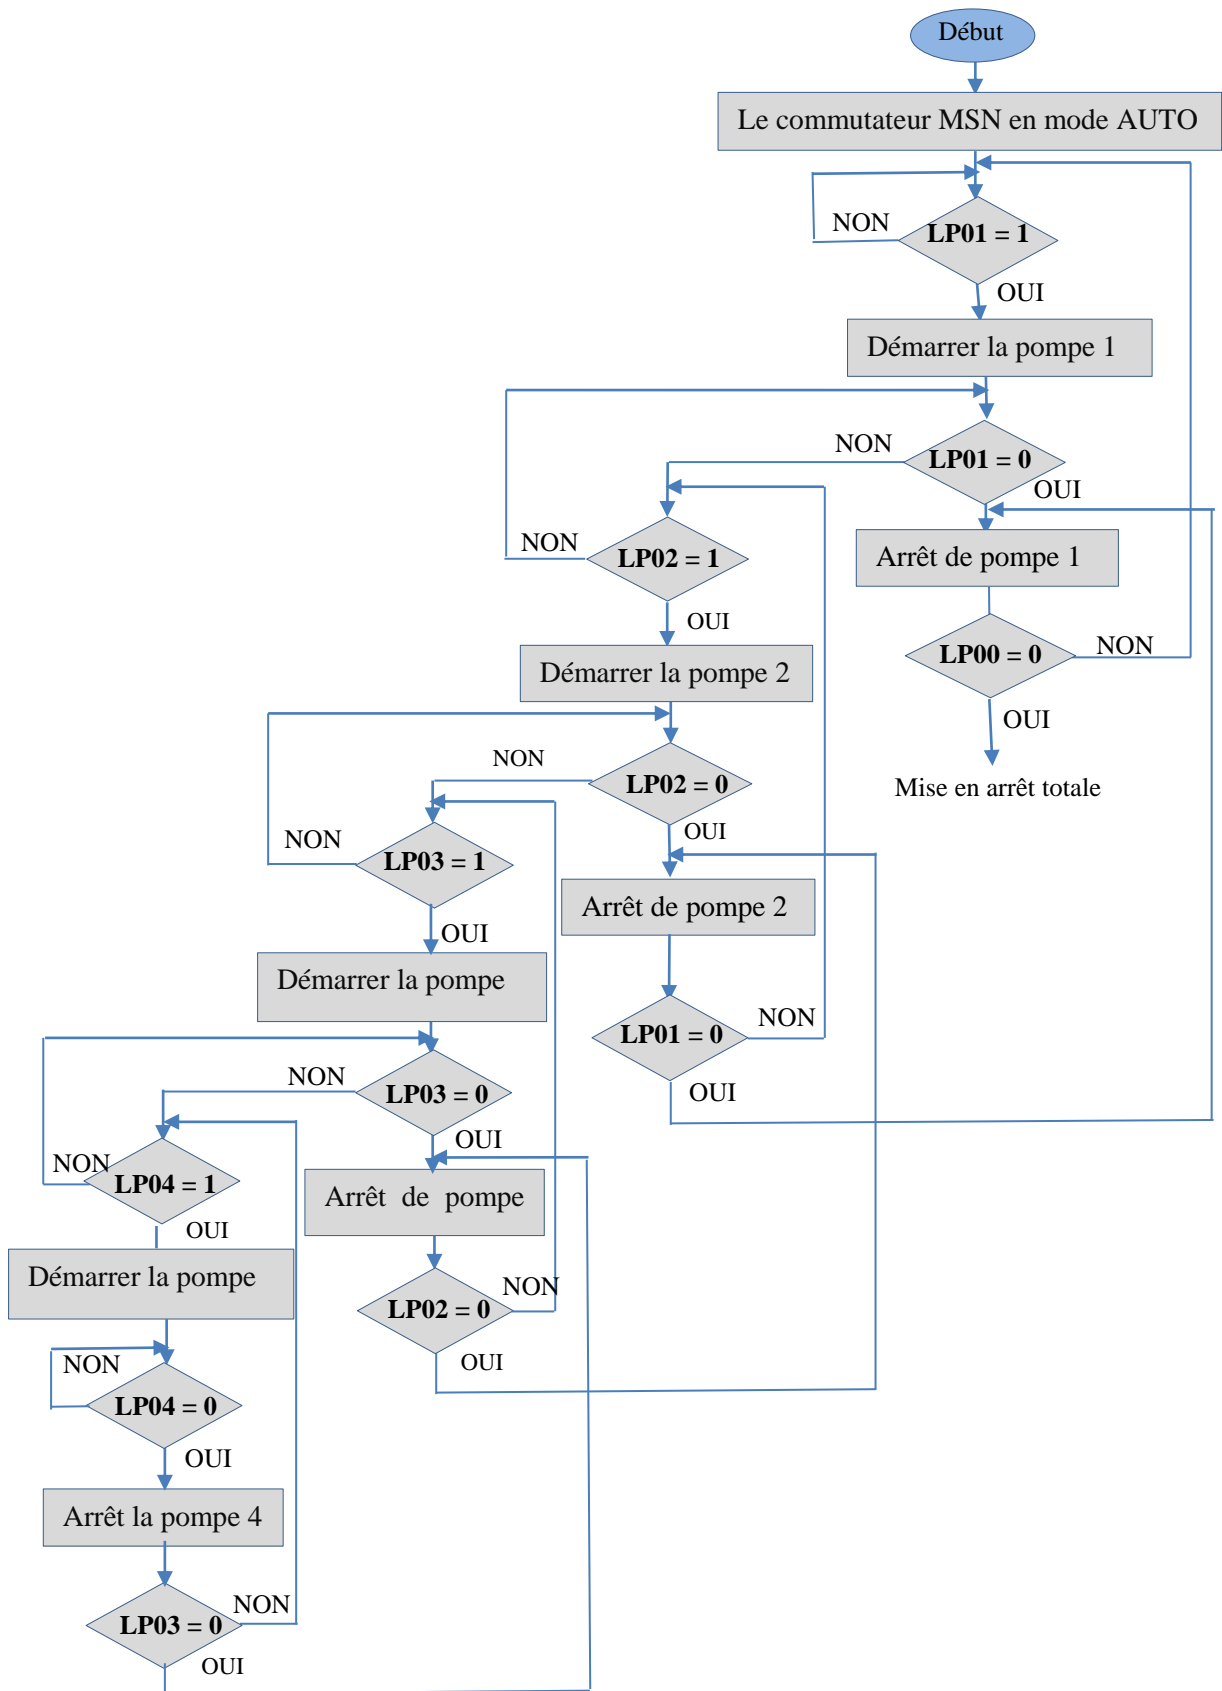 Début
Le commutateur MSN en mode AUTO
NON
LP01 = 1
OUI
Démarrer la pompe 1
NON
LP01 = 0
OUI
NON
LP02 = 1
Arrêt de pompe 1
OUI
LP00 = 0
NON
Démarrer la pompe 2
OUI
NON
LP02 = 0
Mise en arrêt totale
NON
LP03 = 1
OUI
Arrêt de pompe 2
OUI
Démarrer la pompe
NON
LP01 = 0
NON
LP03 = 0
OUI
OUI
NON
LP04 = 1
Arrêt de pompe
OUI
Démarrer la pompe
NON
LP02 = 0
OUI
NON
LP04 = 0
OUI
Arrêt la pompe 4
NON
LP03 = 0
OUI